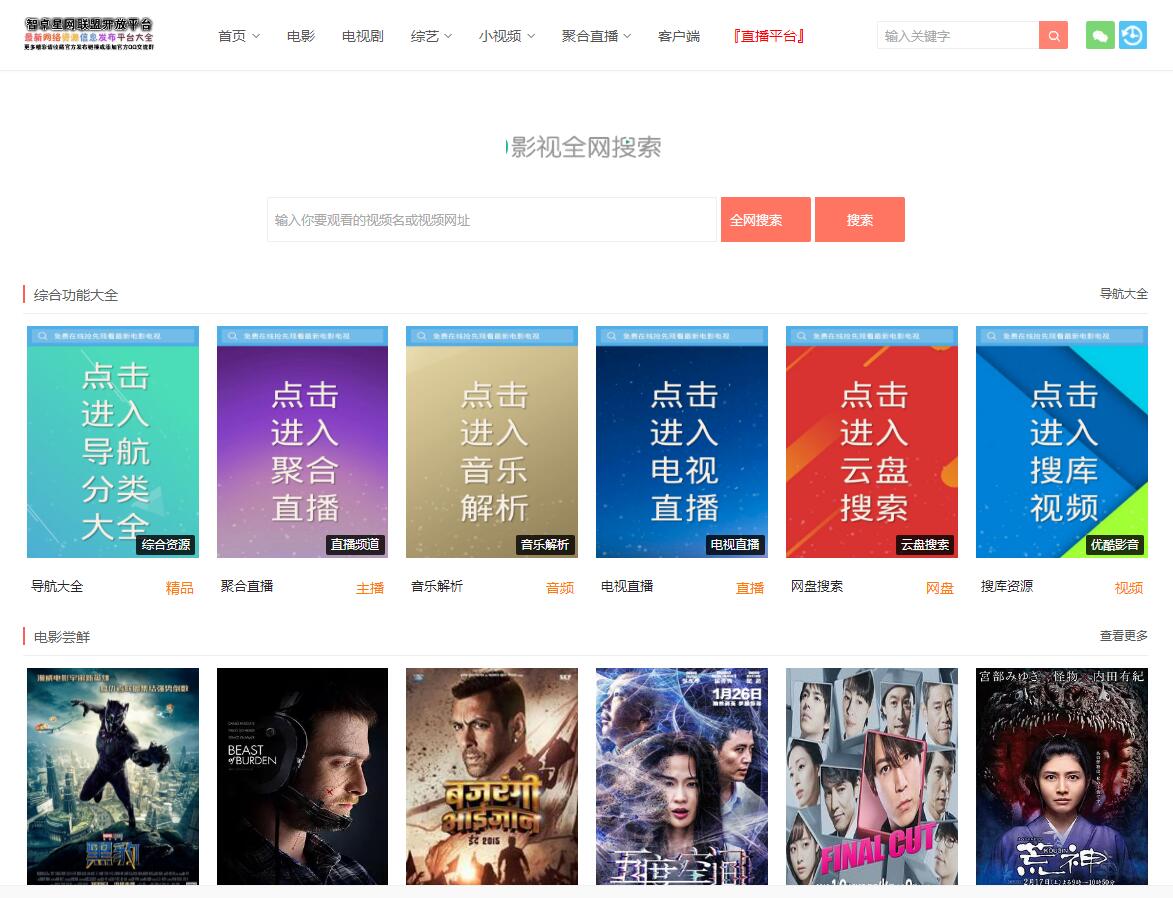 智卓星网联盟开放平台
最新网络资源信息发布平台大全
首页 电影 电视剧 综艺 小视频 聚合直播 客户端 『直播平台』
输入关键字
影视全网搜索
输入你要观看的视频名或视频网址
全网搜索 搜索
综合功能大全 导航大全
免费在线抢先观看最新电影电视
点击
进入
导航
分类
大全
综合资源
免费在线抢先观看最新电影电视
点击
进入
聚合
直播
直播频道
免费在线抢先观看最新电影电视
点击
进入
音乐
解析
音乐解析
免费在线抢先观看最新电影电视
点击
进入
电视
直播
电视直播
免费在线抢先观看最新电影电视
点击
进入
云盘
搜索
云盘搜索
免费在线抢先观看最新电影电视
点击
进入
搜库
视频
优酷影音
导航大全 精品
聚合直播 主播
音乐解析 音频
电视直播 直播
网盘搜索 网盘
搜库资源 视频
电影尝鲜 查看更多
漫威电影宇宙新英雄
黑豹
BEAST
of BURDEN
बजरंगी
भाईजान
ईद 2015
1月26日
五度空间
FINAL CUT
宮部みゆき 怪物 内田有紀
荒神
2月17日(土)よる9時～10時50分